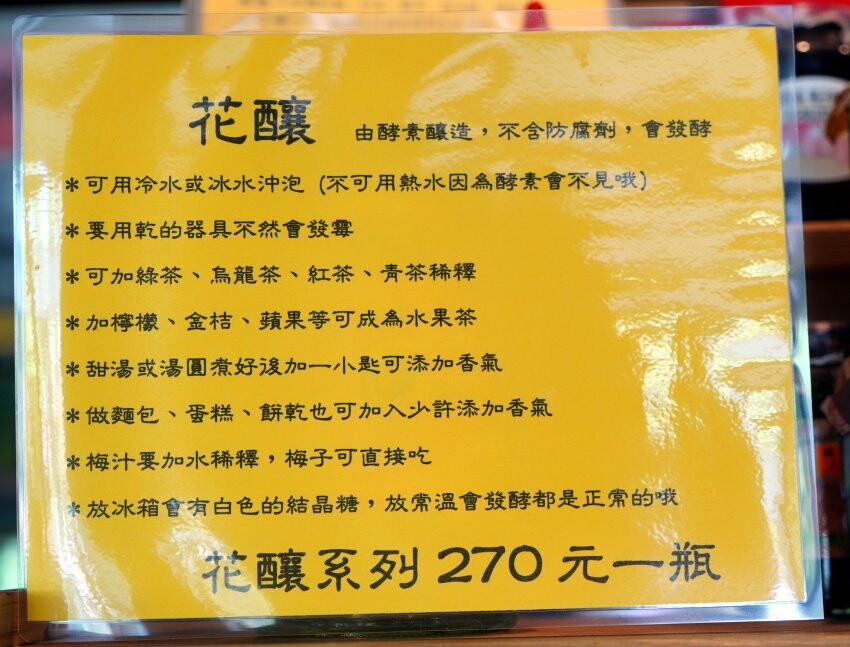 花釀 由酵素釀造，不含防腐劑，會發酵
＊可用冷水或冰水沖泡 (不可用熱水因為酵素會不見哦)
＊要用乾的器具不然會發霉
＊可加綠茶、烏龍茶、紅茶、青茶稀釋
＊加檸檬、金桔、蘋果等可成為水果茶
＊甜湯或湯圓煮好後加一小匙可添加香氣
＊做麵包、蛋糕、餅乾也可加入少許添加香氣
＊梅汁要加水稀釋，梅子可直接吃
＊放冰箱會有白色的結晶糖，放常溫會發酵都是正常的哦
花釀系列 270 元一瓶